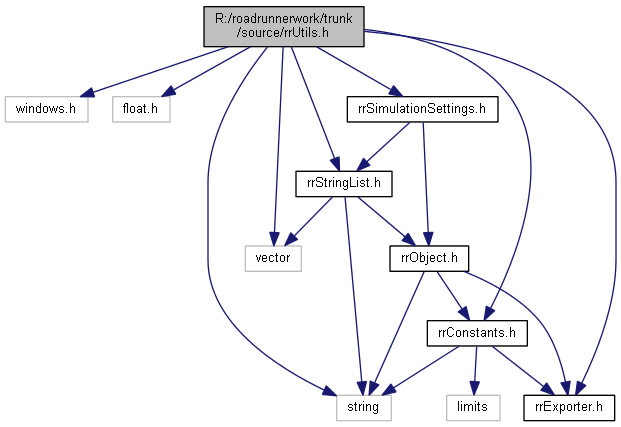 R:/roadrunnerwork/trunk
/source/rrUtils.h
windows.h
float.h
rrSimulationSettings.h
rrStringList.h
vector
rrObject.h
rrConstants.h
string
limits
rrExporter.h